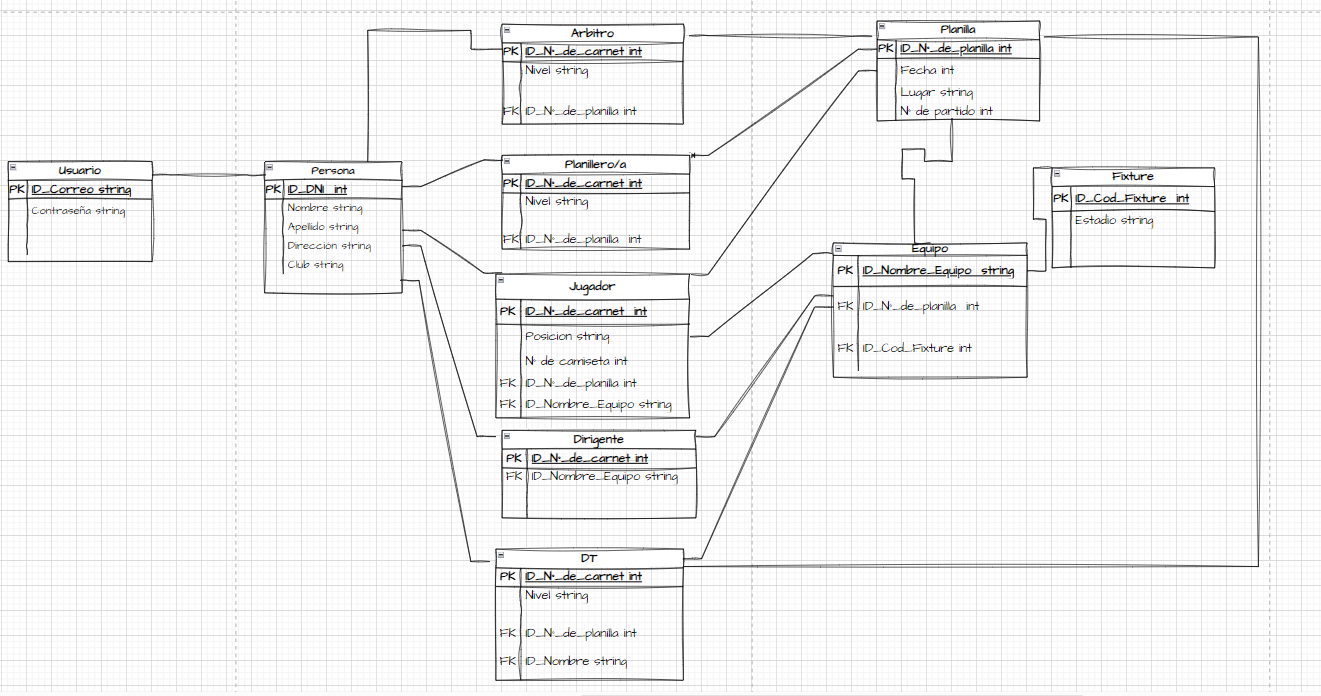 Usuario
PK ID_Correo string
Contraseña string
Persona
PK ID_DNI int
Nombre string
Apellido string
Dirección string
Club string
Arbitro
PK ID_N°_de_carnet int
Nivel string
FK ID_N°_de_planilla int
Planillero/a
PK ID_N°_de_carnet int
Nivel string
FK ID_N°_de_planilla int
Jugador
PK ID_N°_de_carnet int
Posicion string
N° de camiseta int
FK ID_N°_de_planilla int
FK ID_Nombre_Equipo string
Dirigente
PK ID_N°_de_carnet int
FK ID_Nombre_Equipo string
DT
PK ID_N°_de_carnet int
Nivel string
FK ID_N°_de_planilla int
FK ID_Nombre string
Planilla
PK ID_N°_de_planilla int
Fecha int
Lugar string
N° de partido int
Equipo
PK ID_Nombre_Equipo string
FK ID_N°_de_planilla int
FK ID_Cod_Fixture int
Fixture
PK ID_Cod_Fixture int
Estadio string